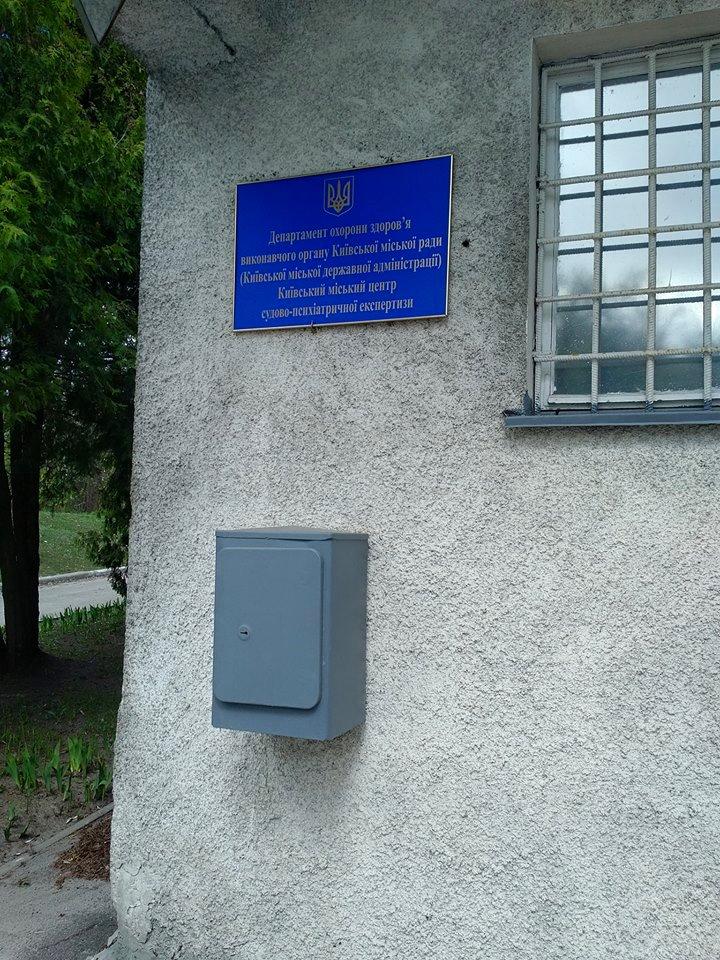 Департамент охорони здоров'я
виконавчого органу Київської міської ради
(Київської міської державної адміністрації)
Київський міський центр
судово-психіатричної експертизи